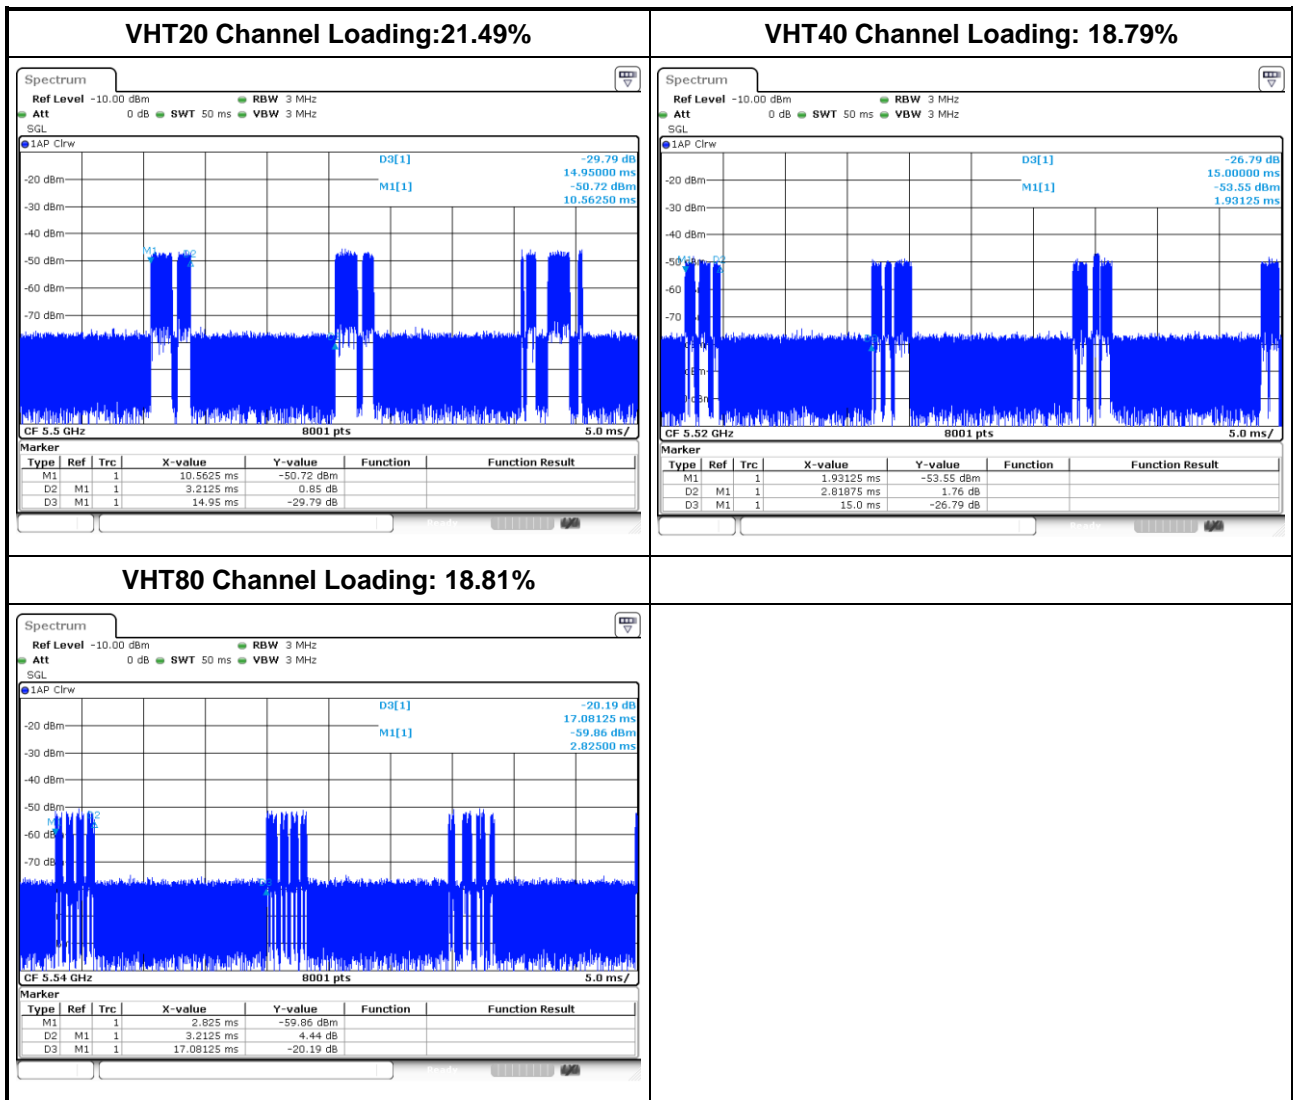 VHT20 Channel Loading:21.49%
Spectrum
Ref Level -10.00 dBm RBW 3 MHz
Att 0 dB SWT 50 ms VBW 3 MHz
SGL
1AP Clrw
D3[1] -29.79 dB
14.95000 ms
M1[1] -50.72 dBm
10.56250 ms
-20 dBm
-30 dBm
-40 dBm
-50 dBm
-60 dBm
-70 dBm
M1
CF 5.5 GHz 8001 pts 5.0 ms/
Marker
Type Ref Trc X-value Y-value Function Function Result
M1 1 10.5625 ms -50.72 dBm
D2 M1 1 3.2125 ms 0.85 dB
D3 M1 1 14.95 ms -29.79 dB
VHT40 Channel Loading: 18.79%
Spectrum
Ref Level -10.00 dBm RBW 3 MHz
Att 0 dB SWT 50 ms VBW 3 MHz
SGL
1AP Clrw
D3[1] -26.79 dB
15.00000 ms
M1[1] -53.55 dBm
1.93125 ms
-20 dBm
-30 dBm
-40 dBm
-50
D2
-60
-70
CF 5.52 GHz 8001 pts 5.0 ms/
Marker
Type Ref Trc X-value Y-value Function Function Result
M1 1 1.93125 ms -53.55 dBm
D2 M1 1 2.81875 ms 1.76 dB
D3 M1 1 15.0 ms -26.79 dB
VHT80 Channel Loading: 18.81%
Spectrum
Ref Level -10.00 dBm RBW 3 MHz
Att 0 dB SWT 50 ms VBW 3 MHz
SGL
1AP Clrw
D3[1] -20.19 dB
17.08125 ms
M1[1] -59.86 dBm
2.82500 ms
-20 dBm
-30 dBm
-40 dBm
-50 dBm
-60 dB
-70 dB
CF 5.54 GHz 8001 pts 5.0 ms/
Marker
Type Ref Trc X-value Y-value Function Function Result
M1 1 2.825 ms -59.86 dBm
D2 M1 1 3.2125 ms 4.44 dB
D3 M1 1 17.08125 ms -20.19 dB